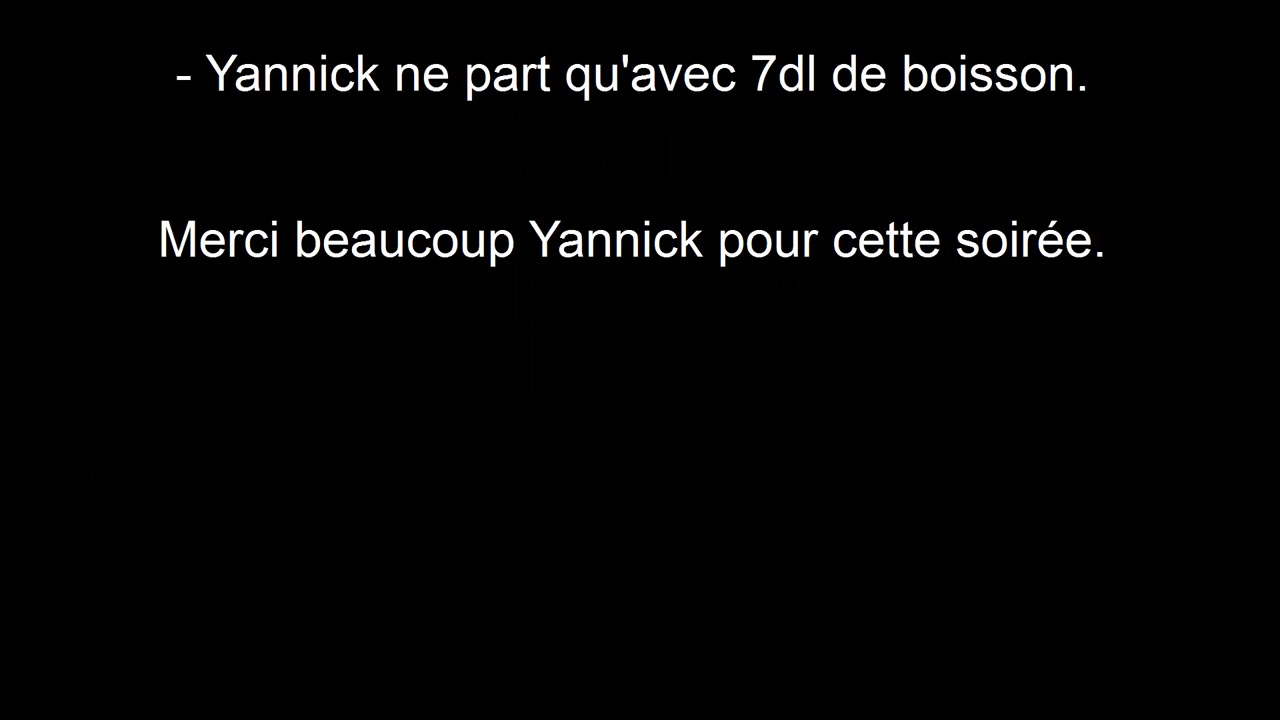 - Yannick ne part qu'avec 7dl de boisson.
Merci beaucoup Yannick pour cette soirée.